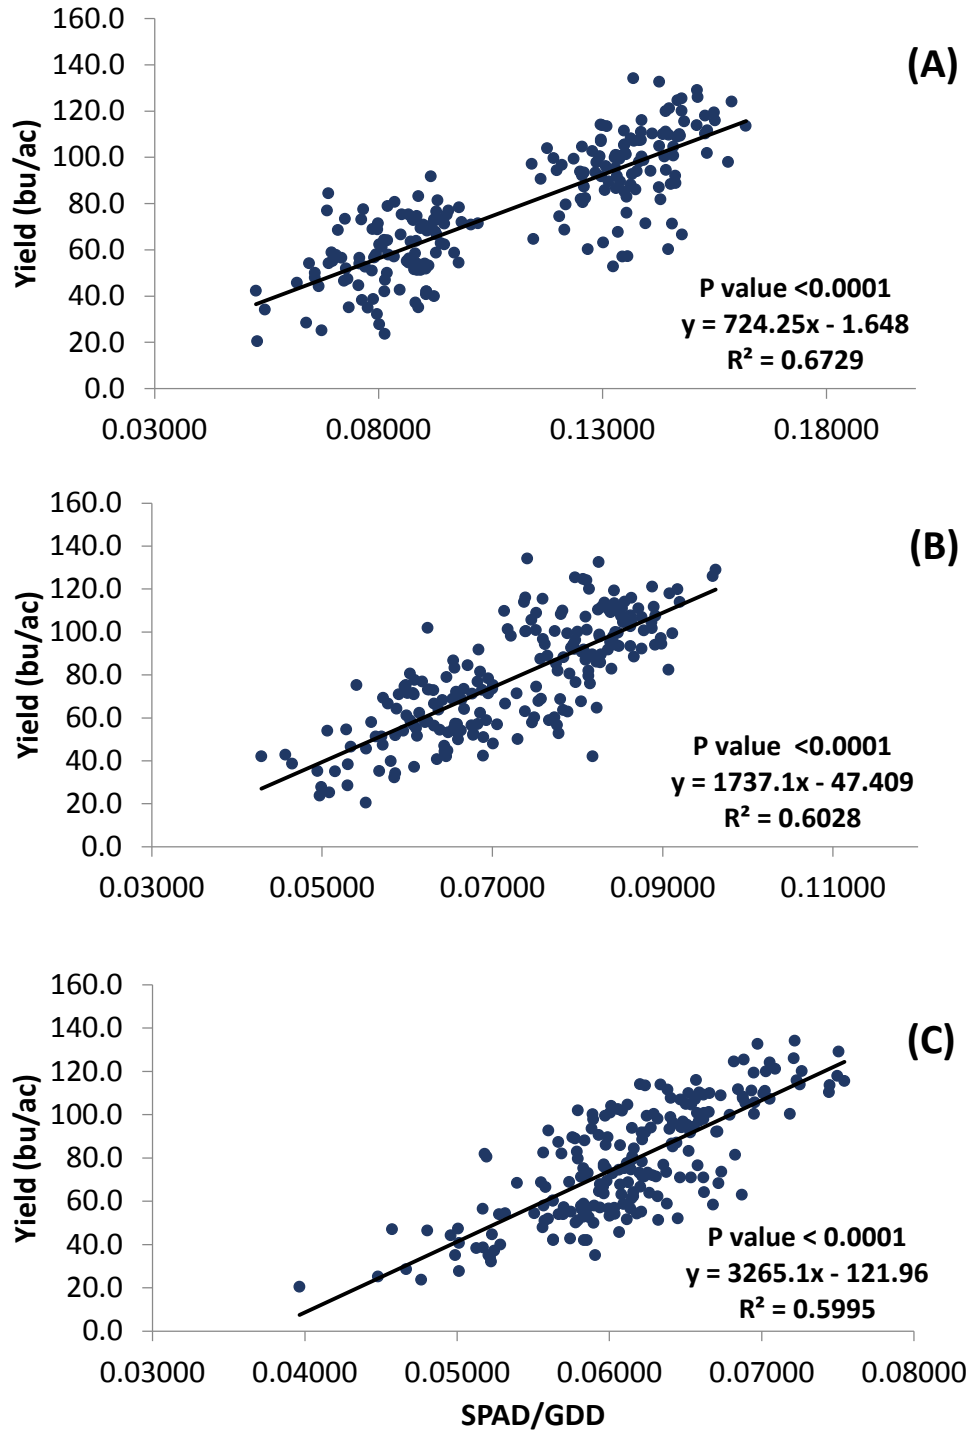 160.0
140.0
120.0
100.0
80.0
60.0
40.0
20.0
0.0
Yield (bu/ac)
(A)
P value <0.0001
y = 724.25x - 1.648
R² = 0.6729
0.03000 0.08000 0.13000 0.18000
160.0
140.0
120.0
100.0
80.0
60.0
40.0
20.0
0.0
Yield (bu/ac)
(B)
P value <0.0001
y = 1737.1x - 47.409
R² = 0.6028
0.03000 0.05000 0.07000 0.09000 0.11000
160.0
140.0
120.0
100.0
80.0
60.0
40.0
20.0
0.0
Yield (bu/ac)
(C)
P value < 0.0001
y = 3265.1x - 121.96
R² = 0.5995
0.03000 0.04000 0.05000 0.06000 0.07000 0.08000
SPAD/GDD